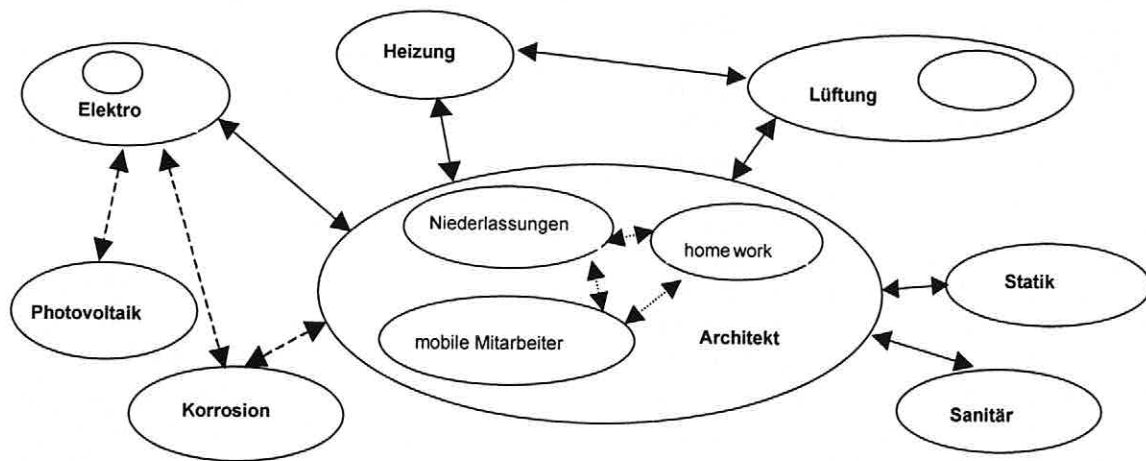 Heizung
Elektro
Lüftung
Niederlassungen
home work
Photovoltaik
Statik
mobile Mitarbeiter
Architekt
Korrosion
Sanitär